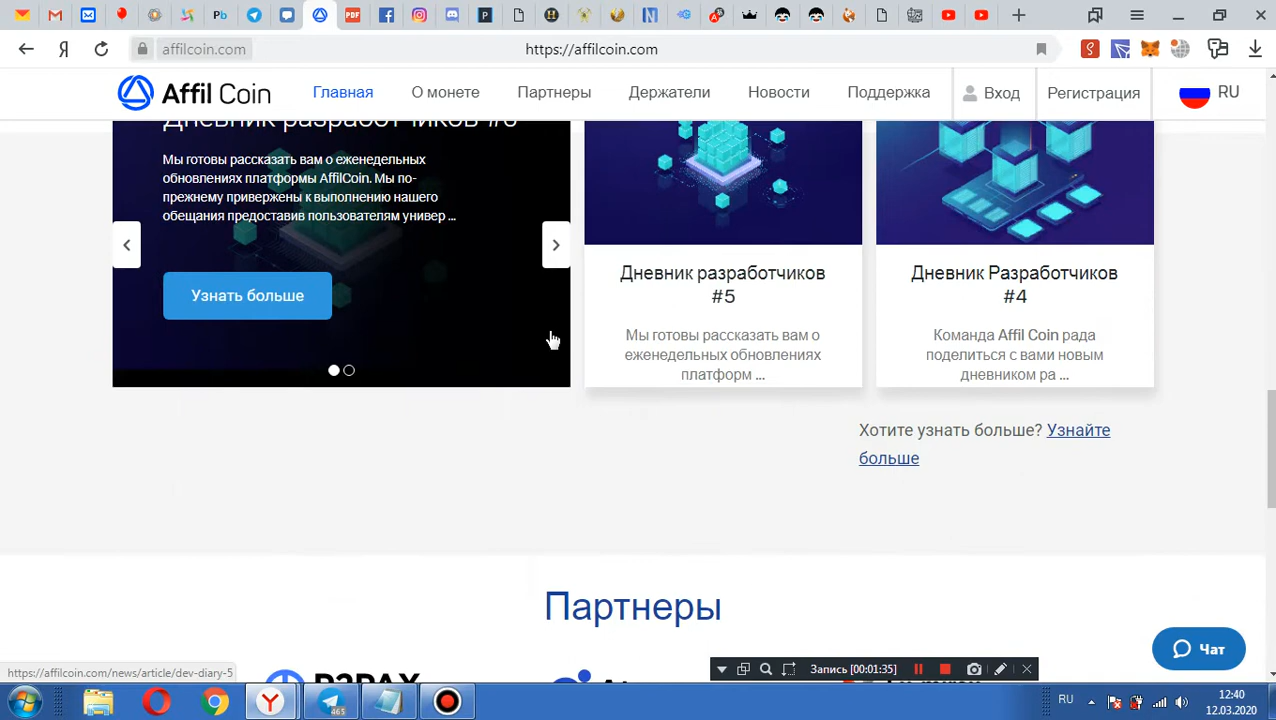 affilcoin.com
https://affilcoin.com
Affil Coin
Главная
О монете
Партнеры
Держатели
Новости
Поддержка
Вход
Регистрация
RU
Дневник разработчиков
Мы готовы рассказать вам о еженедельных
обновлениях платформы AffilCoin. Мы по-
прежнему привержены к выполнению нашего
обещания предоставив пользователям универ ...
Узнать больше
Дневник разработчиков
#5
Мы готовы рассказать вам о
еженедельных обновлениях
платформ ...
Дневник Разработчиков
#4
Команда Affil Coin рада
поделиться с вами новым
дневником ра ...
Хотите узнать больше? Узнайте
больше
Партнеры
Чат
https://affilcoin.com/news/article/dev-diary-5
Запись [00:01:35]
465
RU
12:40
12.03.2020